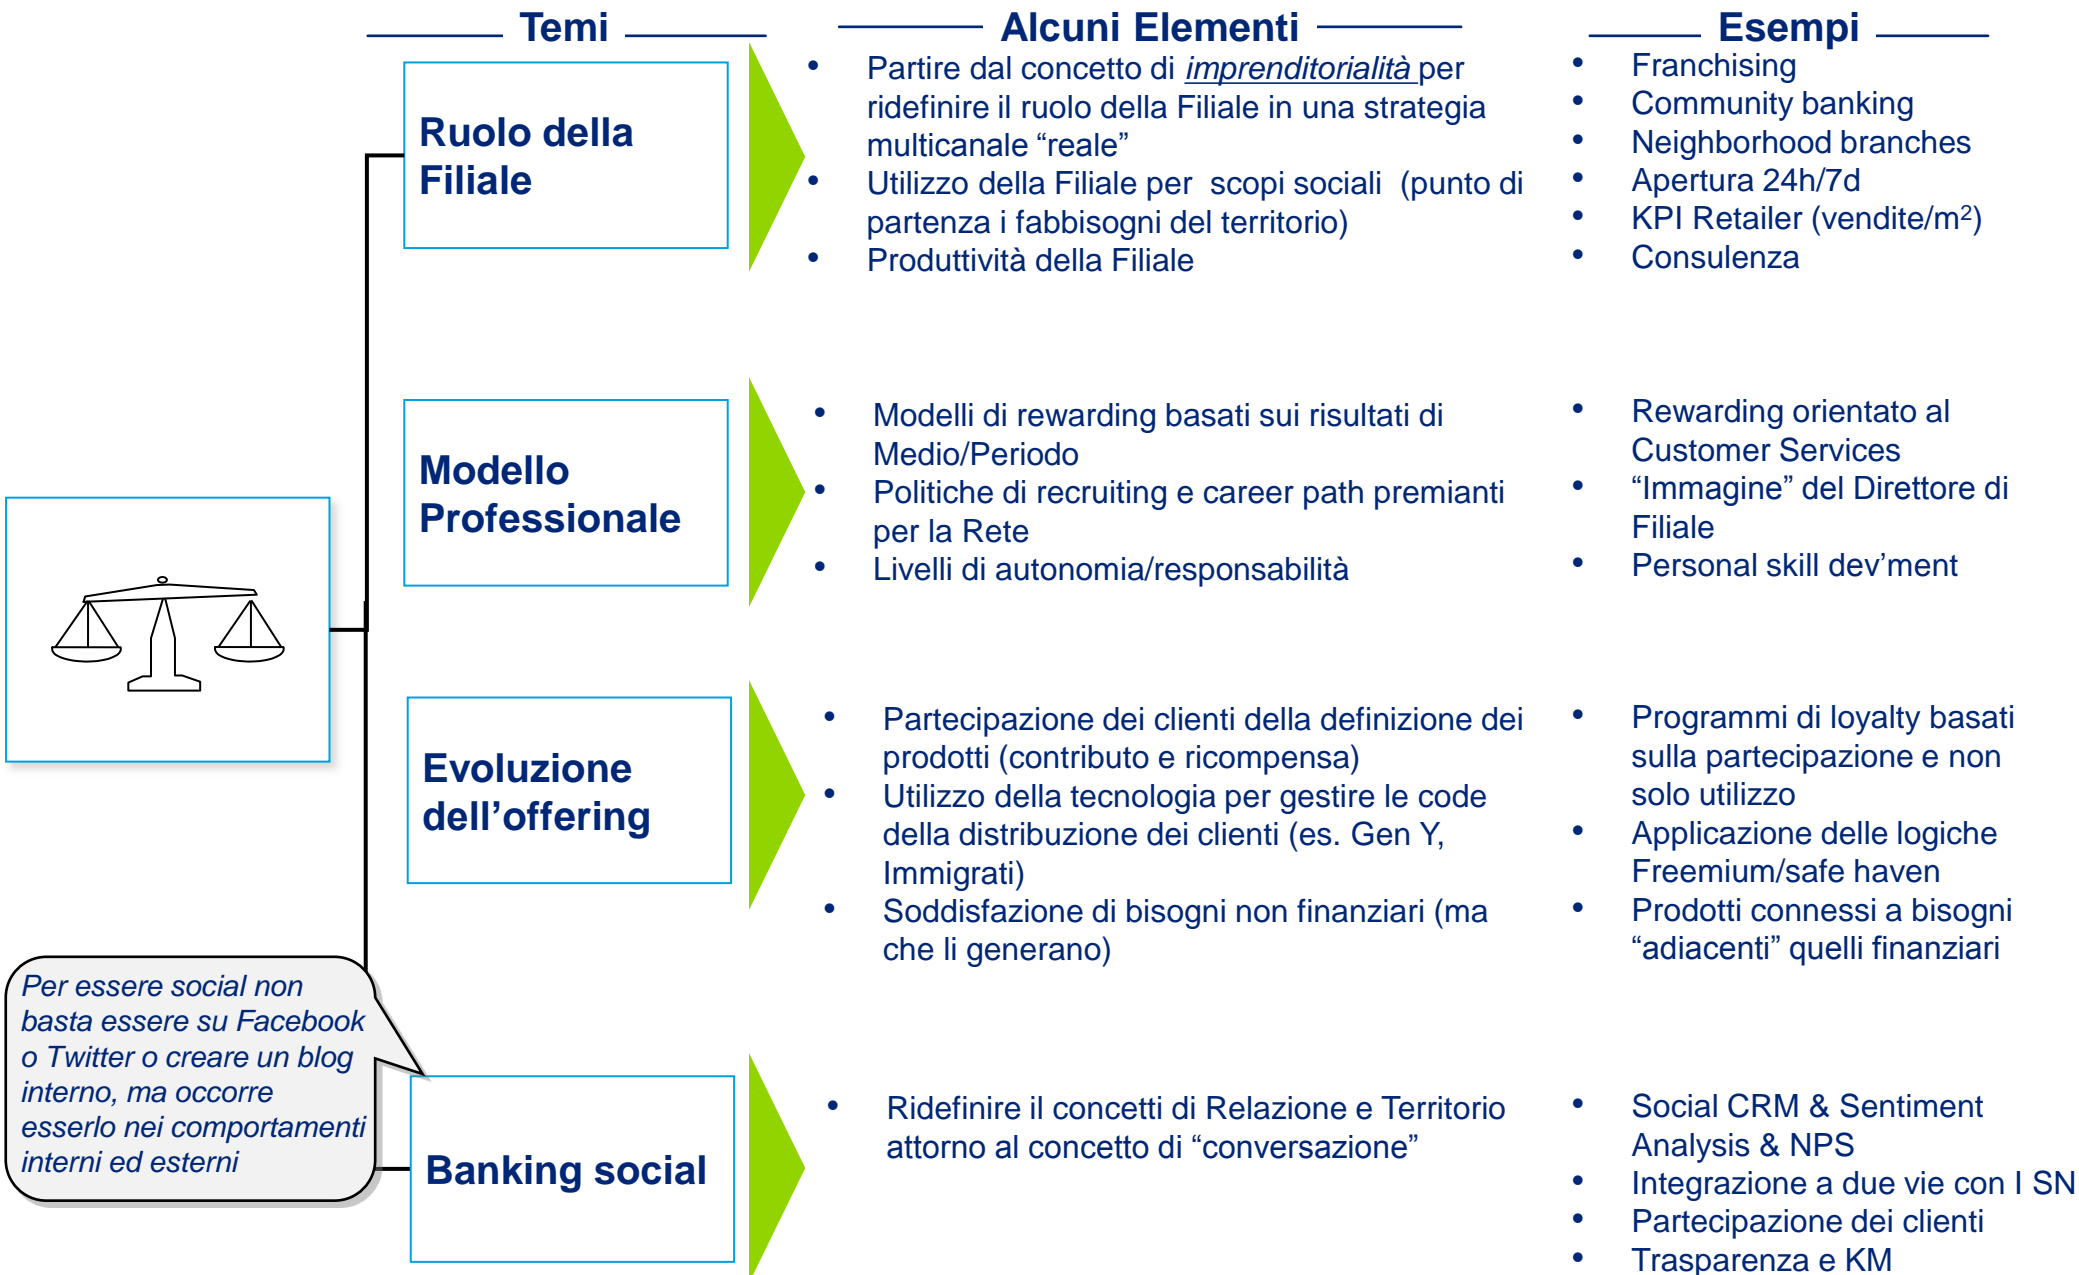 Temi
Alcuni Elementi
Esempi
Ruolo della
Filiale
• Partire dal concetto di imprenditorialità per
ridefinire il ruolo della Filiale in una strategia
multicanale “reale”
• Utilizzo della Filiale per scopi sociali (punto di
partenza i fabbisogni del territorio)
• Produttività della Filiale
• Franchising
• Community banking
• Neighborhood branches
• Apertura 24h/7d
• KPI Retailer (vendite/m²)
• Consulenza
Modello
Professionale
• Modelli di rewarding basati sui risultati di
Medio/Periodo
• Politiche di recruiting e career path premianti
per la Rete
• Livelli di autonomia/responsabilità
• Rewarding orientato al
Customer Services
• “Immagine” del Direttore di
Filiale
• Personal skill dev’ment
Evoluzione
dell’offering
• Partecipazione dei clienti della definizione dei
prodotti (contributo e ricompensa)
• Utilizzo della tecnologia per gestire le code
della distribuzione dei clienti (es. Gen Y,
Immigrati)
• Soddisfazione di bisogni non finanziari (ma
che li generano)
• Programmi di loyalty basati
sulla partecipazione e non
solo utilizzo
• Applicazione delle logiche
Freemium/safe haven
• Prodotti connessi a bisogni
“adiacenti” quelli finanziari
Per essere social non
basta essere su Facebook
o Twitter o creare un blog
interno, ma occorre
esserlo nei comportamenti
interni ed esterni
Banking social
• Ridefinire il concetti di Relazione e Territorio
attorno al concetto di “conversazione”
• Social CRM & Sentiment
Analysis & NPS
• Integrazione a due vie con I SN
• Partecipazione dei clienti
• Trasparenza e KM